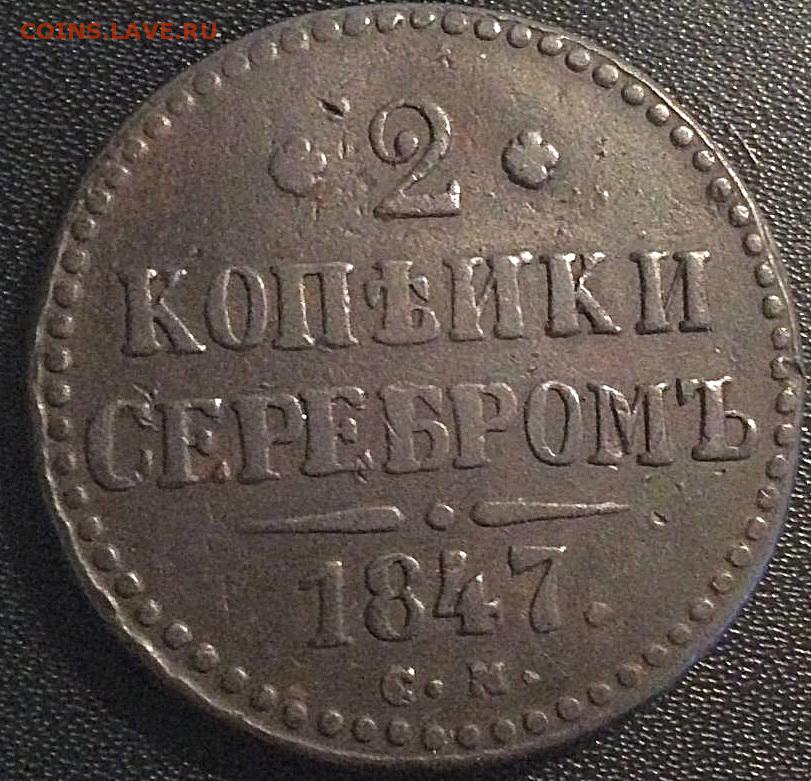 COINS.LAVE.RU
2
КОПѢЙКИ
СЕРЕБРОМЪ
1847.
С. М.